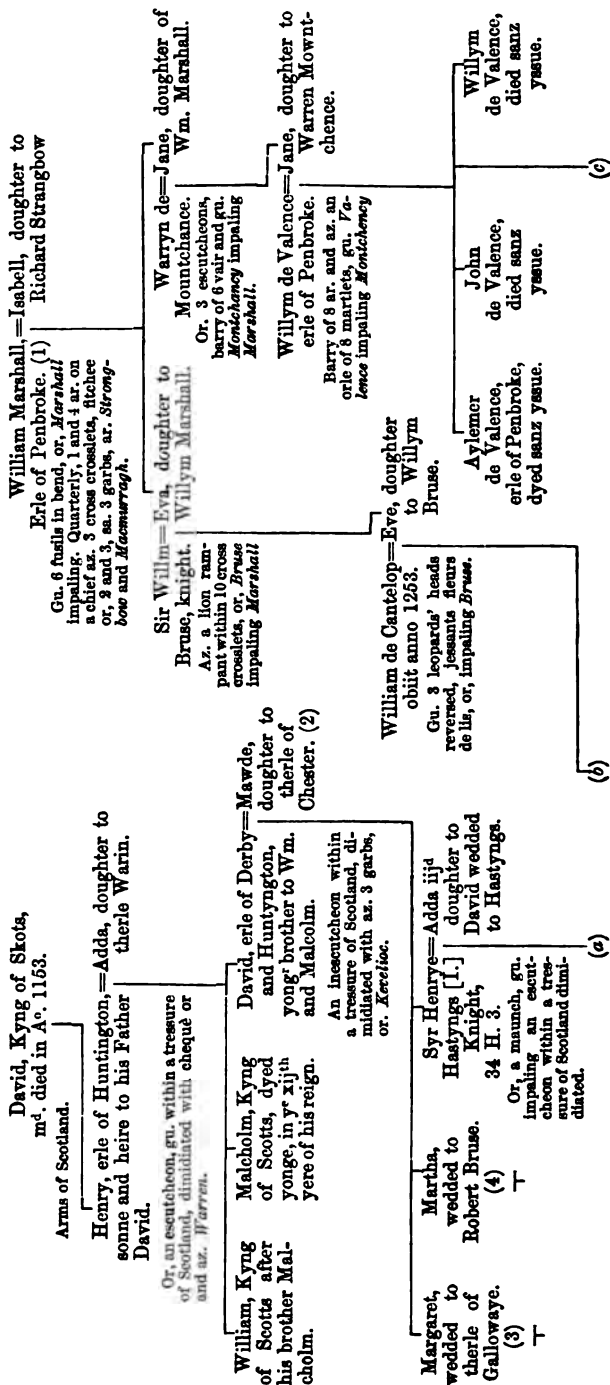 David, Kyng of Skots,
mᵈ. died in Aº. 1153.
Arms of Scotland.
Henry, erle of Huntington,=Adda, doughter to
sonne and heire to his Father
David.
therle Warin.
Or, an escutcheon, gu. within a tressure
of Scotland, dimidiated with chequè or
and az. Warren.
William, Kyng
of Scotts after
his brother Mal-
cholm.
Malcholm, Kyng
of Scotts, dyed
yonge, in yʳ xijᵗʰ
yere of his reign.
David, erle of Derby=Mawde,
and Huntyngton,
yongʳ brother to Wm.
and Malcolm.
doughter to
therle of
Chester. (2)
An inescutcheon within
a tressure of Scotland, di-
midiated with az. 3 garbs,
or. Kevelioc.
Margaret,
wedded to
therle of
Gallowaye.
(3)
Martha,
wedded to
Robert Bruse.
(4)
Syr Henrye=Adda iijᵈ
Hastyngs [I.]
Knight,
34 H. 3.
doughter to
David wedded
to Hastyngs.
Or, a maunch, gu.
impaling an escut-
cheon within a tres-
sure of Scotland dimi-
diated.
(a)
William Marshall,=Isabell, doughter to
Erle of Penbroke. (1)
Richard Strangbow
Gu. 6 fusils in bend, or, Marshall
impaling. Quarterly, 1 and 4 ar. on
a chief az. 3 cross crosslets, fitchee
or, 2 and 3, sa. 3 garbs, ar. Strong-
bow and Macmurragh.
Sir Willm=Eva, doughter to
Bruse, knight.
Willym Marshall.
Az. a lion ram-
pant within 10 cross
crosslets, or, Bruse
impaling Marshall
Warryn de=Jane, doughter of
Mountchance.
Wm. Marshall.
Or. 3 escutcheons,
barry of 6 vair and gu.
Montchancy impaling
Marshall.
William de Cantelop=Eve, doughter
obiit anno 1253.
to Willym
Bruse.
Gu. 3 leopards' heads
reversed, jessants fleurs
de lis, or, impaling Bruse.
(b)
Willym de Valence=Jane, doughter to
erle of Penbroke.
Warren Mownt-
chence.
Barry of 8 ar. and az. an
orle of 8 martlets, gu. Va-
lence impaling Montchency
Aylemer
de Valence,
erle of Penbroke,
dyed sanz yssue.
John
de Valence,
died sanz
yssue.
(c)
Willym
de Valence,
died sanz
yssue.